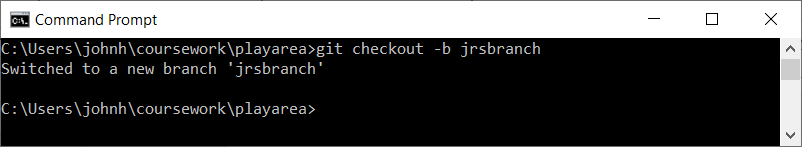 Command Prompt
C:\Users\johnh\coursework\playarea>git checkout -b jrsbranch
Switched to a new branch 'jrsbranch'
C:\Users\johnh\coursework\playarea>